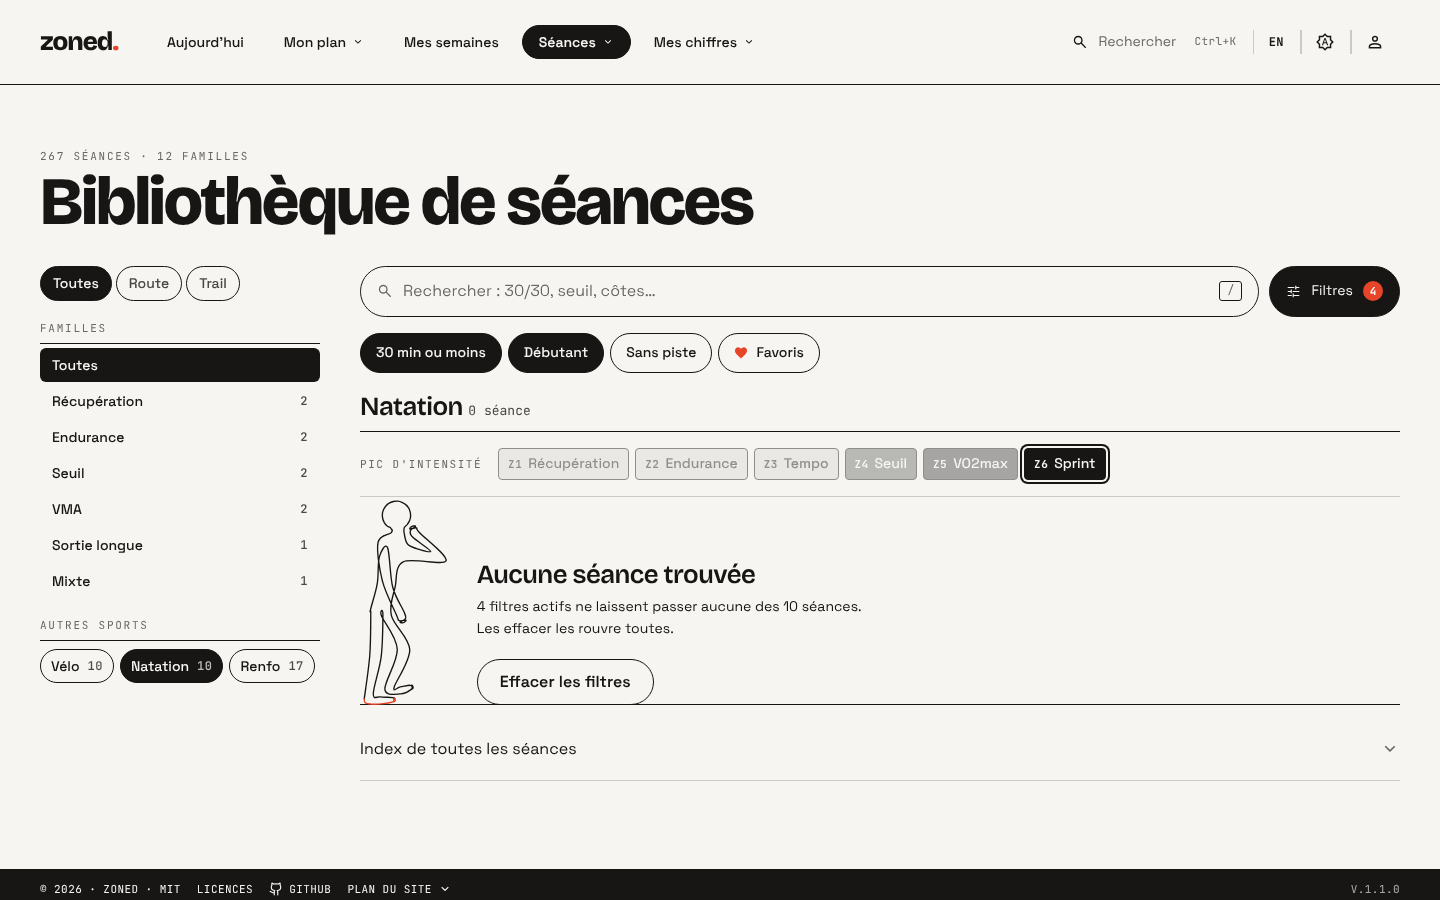 zoned. Aujourd'hui Mon plan Mes semaines Séances Mes chiffres Rechercher Ctrl+K EN A
267 SÉANCES · 12 FAMILLES
Bibliothèque de séances
Toutes Route Trail
FAMILLES
Toutes
Récupération 2
Endurance 2
Seuil 2
VMA 2
Sortie longue 1
Mixte 1
AUTRES SPORTS
Vélo 10 Natation 10 Renfo 17
Rechercher : 30/30, seuil, côtes… / Filtres 4
30 min ou moins Débutant Sans piste Favoris
Natation 0 séance
PIC D'INTENSITÉ Z1 Récupération Z2 Endurance Z3 Tempo Z4 Seuil Z5 VO2max Z6 Sprint
Aucune séance trouvée
4 filtres actifs ne laissent passer aucune des 10 séances.
Les effacer les rouvre toutes.
Effacer les filtres
Index de toutes les séances
© 2026 · ZONED · MIT LICENCES GITHUB PLAN DU SITE V.1.1.0